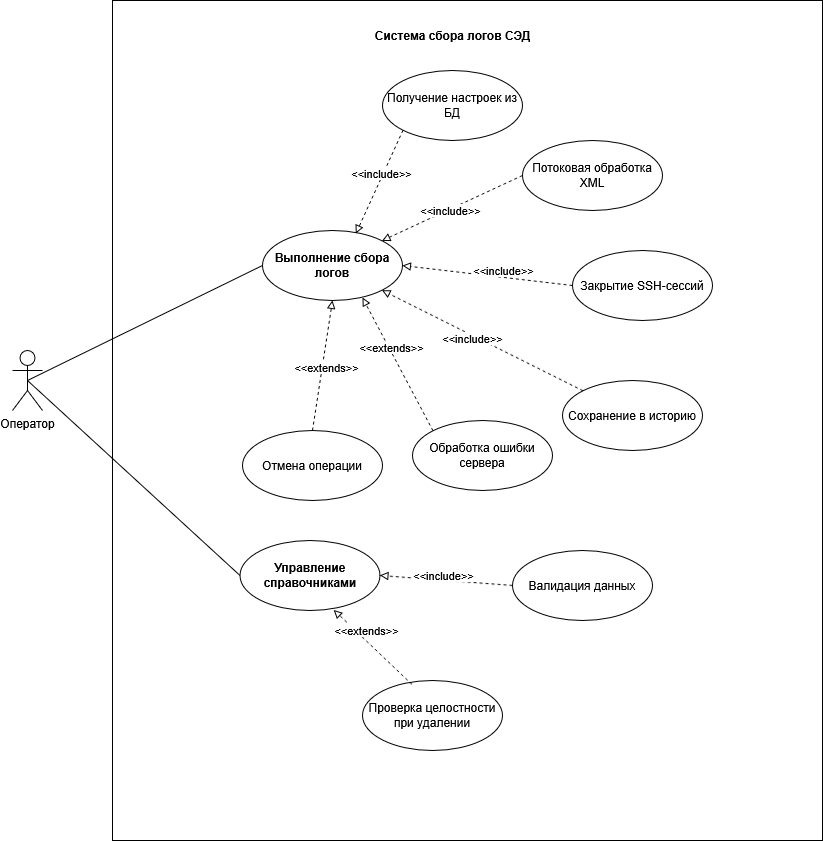 Система сбора логов СЭД
Получение настроек из
БД
<<include>>
Потоковая обработка
XML
<<include>>
Выполнение сбора
логов
<<include>>
Закрытие SSH-сессий
<<include>>
<<extends>>
<<extends>>
Сохранение в историю
Оператор
Отмена операции
Обработка ошибки
сервера
Управление
справочниками
<<include>>
Валидация данных
<<extends>>
Проверка целостности
при удалении